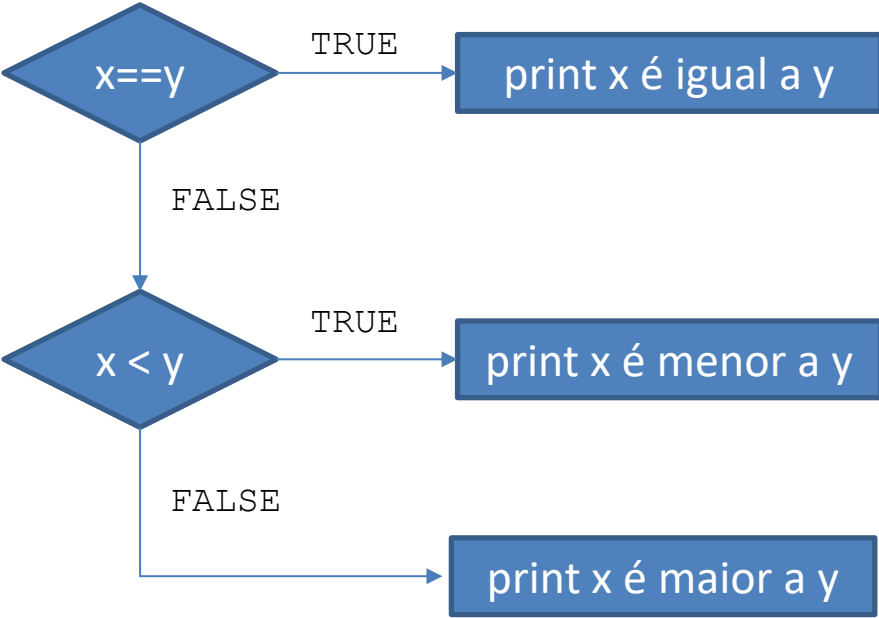 x==y
TRUE
print x é igual a y
FALSE
x < y
TRUE
print x é menor a y
FALSE
print x é maior a y